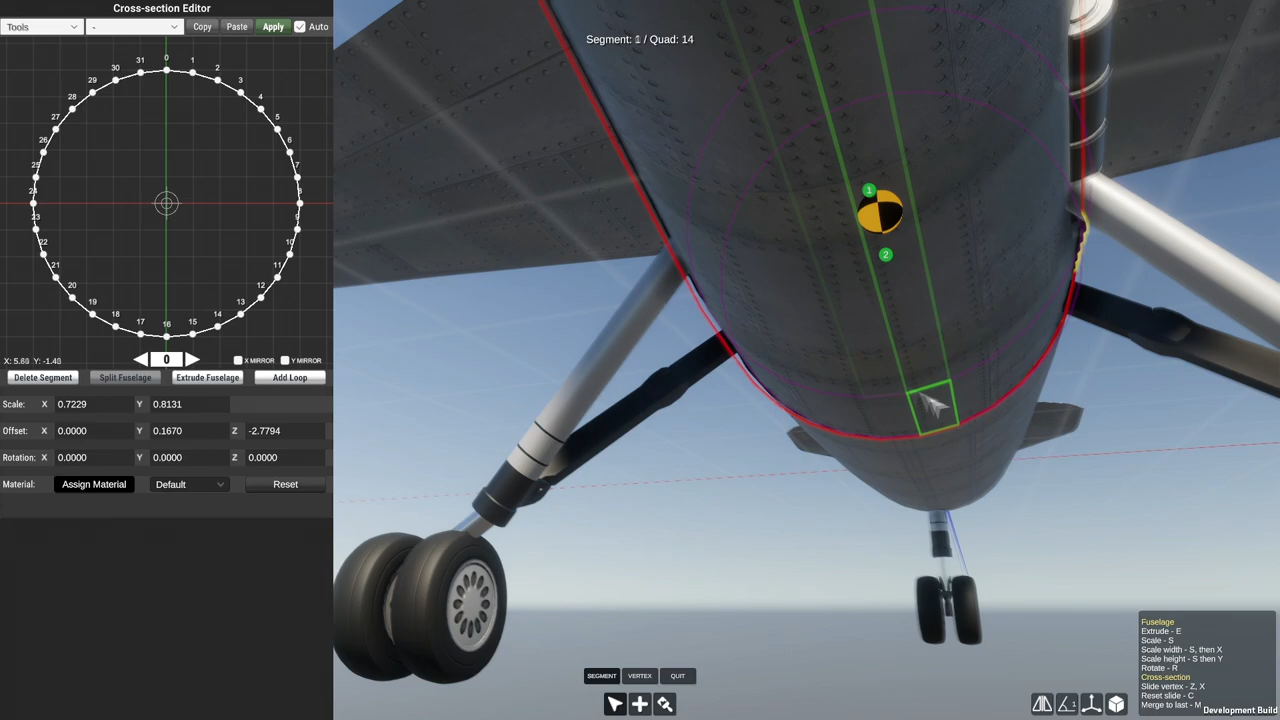 Cross-section Editor
Tools - Copy Paste Apply Auto
0
31 1
30 2
29 3
28 4
27 5
26 6
25 7
24 8
23 9
22 10
21 11
20 12
19 13
18 14
17 15
16
X: 5.68 Y: -1.48 0 X MIRROR Y MIRROR
Delete Segment Split Fuselage Extrude Fuselage Add Loop
Scale: X 0.7229 Y 0.8131
Offset: X 0.0000 Y 0.1670 Z -2.7794
Rotation: X 0.0000 Y 0.0000 Z 0.0000
Material: Assign Material Default Reset
Segment: 1 / Quad: 14
1
2
SEGMENT VERTEX QUIT
Fuselage
Extrude - E
Scale - S
Scale width - S, then X
Scale height - S then Y
Rotate - R
Cross-section
Slide vertex - Z, X
Reset slide - C
Merge to last - M
Development Build